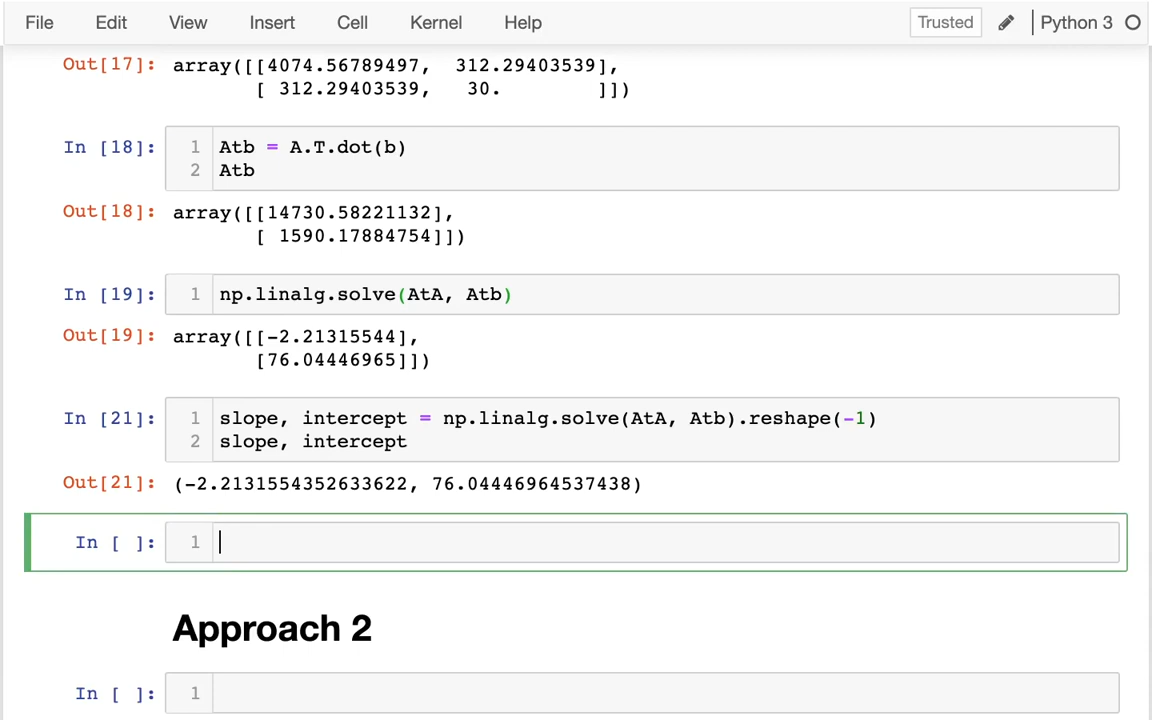 File Edit View Insert Cell Kernel Help Trusted Python 3
Out[17]: array([[4074.56789497, 312.29403539],
[ 312.29403539, 30. ]])
In [18]: 1 Atb = A.T.dot(b)
2 Atb
Out[18]: array([[14730.58221132],
[ 1590.17884754]])
In [19]: 1 np.linalg.solve(AtA, Atb)
Out[19]: array([[-2.21315544],
[76.04446965]])
In [21]: 1 slope, intercept = np.linalg.solve(AtA, Atb).reshape(-1)
2 slope, intercept
Out[21]: (-2.2131554352633622, 76.04446964537438)
In [ ]: 1
Approach 2
In [ ]: 1